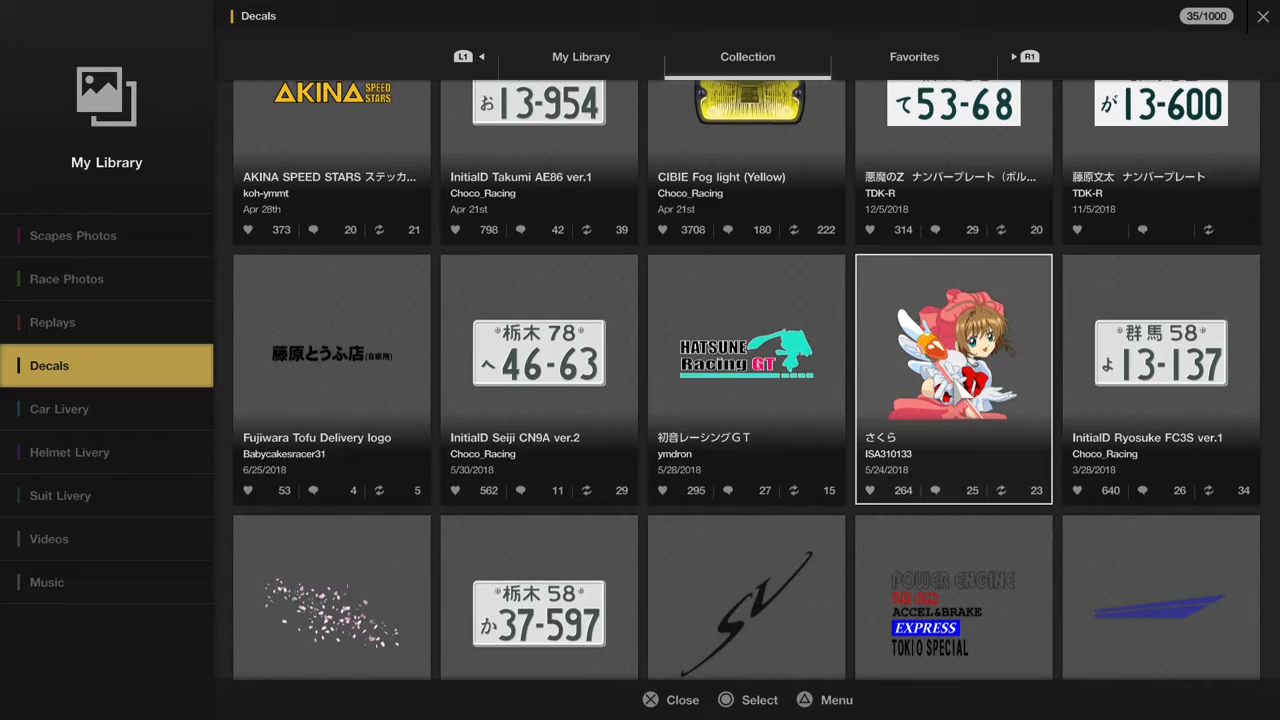 Decals
35/1000
My Library
L1
My Library
Collection
Favorites
R1
Scapes Photos
Race Photos
Replays
Decals
Car Livery
Helmet Livery
Suit Livery
Videos
Music
AKINA SPEED STARS
AKINA SPEED STARS ステッカ...
koh-ymmt
Apr 28th
373 20 21
お 13-954
InitialD Takumi AE86 ver.1
Choco_Racing
Apr 21st
798 42 39
CIBIE Fog light (Yellow)
Choco_Racing
Apr 21st
3708 180 222
て 53-68
悪魔のZ ナンバープレート（ボル...
TDK-R
12/5/2018
314 29 20
が 13-600
藤原文太 ナンバープレート
TDK-R
11/5/2018
藤原とうふ店(自家用)
Fujiwara Tofu Delivery logo
Babycakesracer31
6/25/2018
53 4 5
栃木 78
へ 46-63
InitialD Seiji CN9A ver.2
Choco_Racing
5/30/2018
562 11 29
HATSUNE
Racing GT
初音レーシングＧＴ
ymdron
5/28/2018
295 27 15
さくら
ISA310133
5/24/2018
264 25 23
群馬 58
よ 13-137
InitialD Ryosuke FC3S ver.1
Choco_Racing
3/28/2018
640 26 34
栃木 58
か 37-597
SV
POWER ENGINE
ACCEL&BRAKE
EXPRESS
TOKIO SPECIAL
Close
Select
Menu